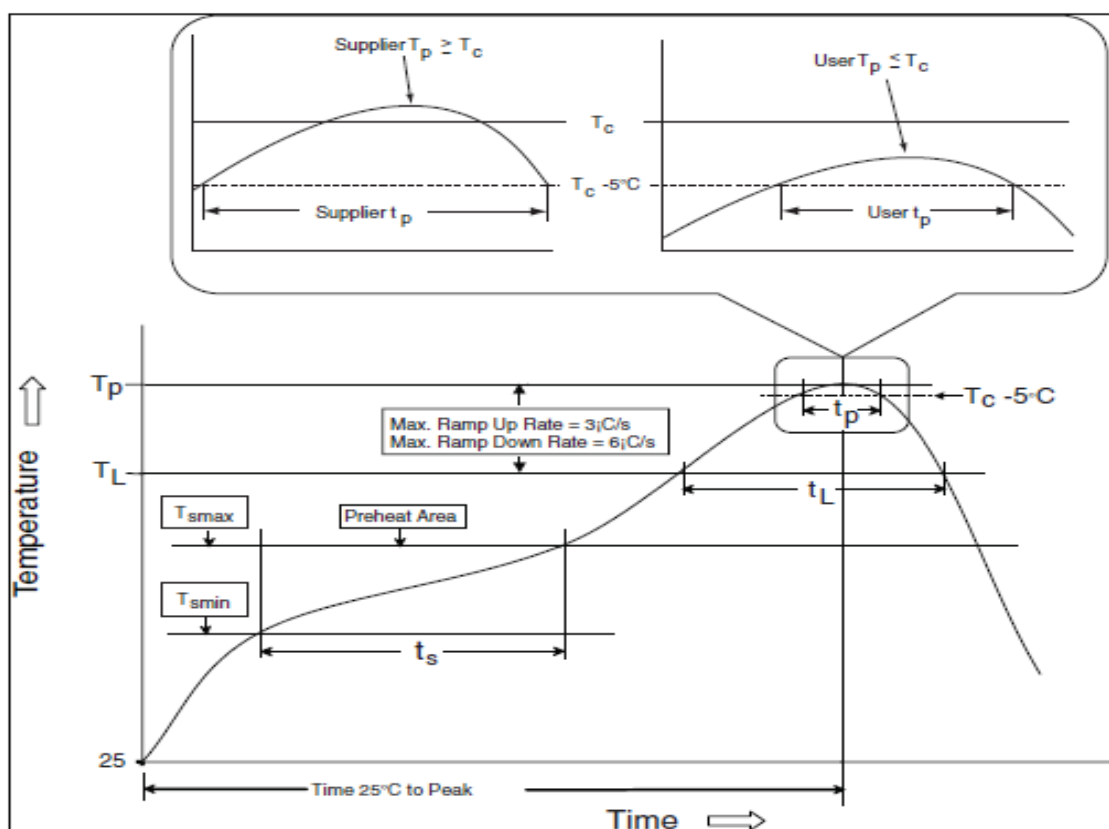 Supplier Tp ≥ Tc
User Tp ≤ Tc
Tc
Tc -5°C
Supplier tp
User tp
Tp
Tc -5°C
tp
Max. Ramp Up Rate = 3¡C/s
Max. Ramp Down Rate = 6¡C/s
TL
tL
Tsmax
Preheat Area
Tsmin
ts
Temperature
25
Time 25°C to Peak
Time